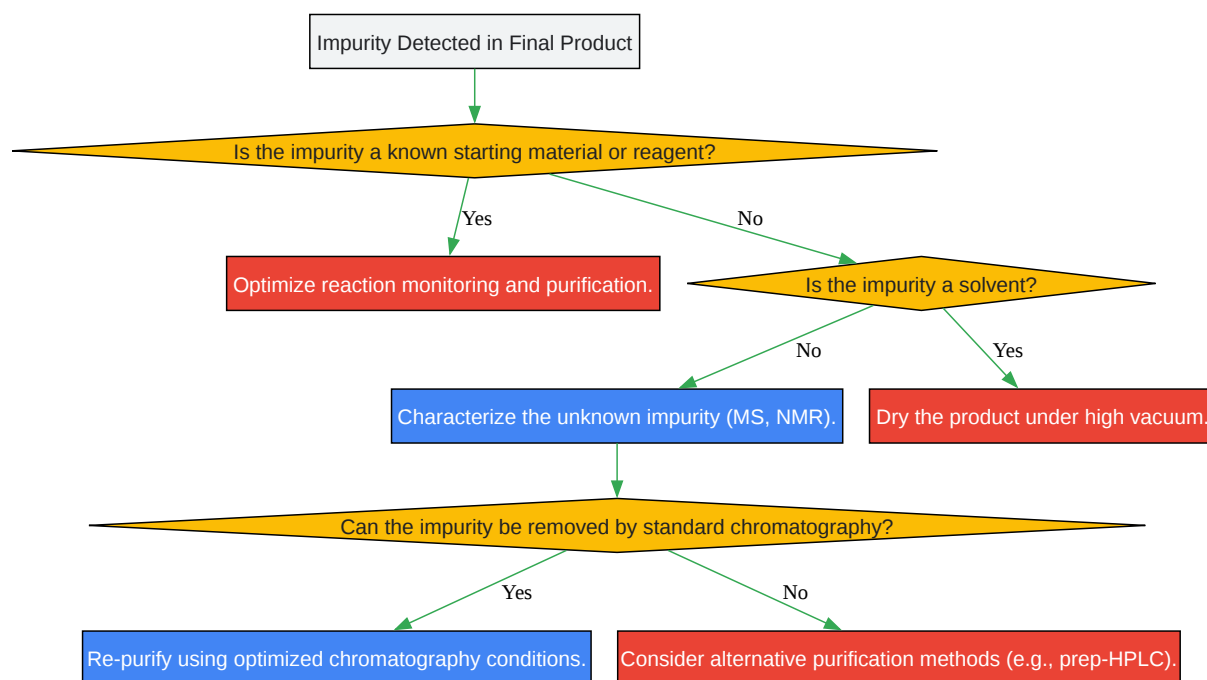 Impurity Detected in Final Product
Is the impurity a known starting material or reagent?
Yes
No
Optimize reaction monitoring and purification.
Is the impurity a solvent?
No
Yes
Characterize the unknown impurity (MS, NMR).
Dry the product under high vacuum.
Can the impurity be removed by standard chromatography?
Yes
No
Re-purify using optimized chromatography conditions.
Consider alternative purification methods (e.g., prep-HPLC).